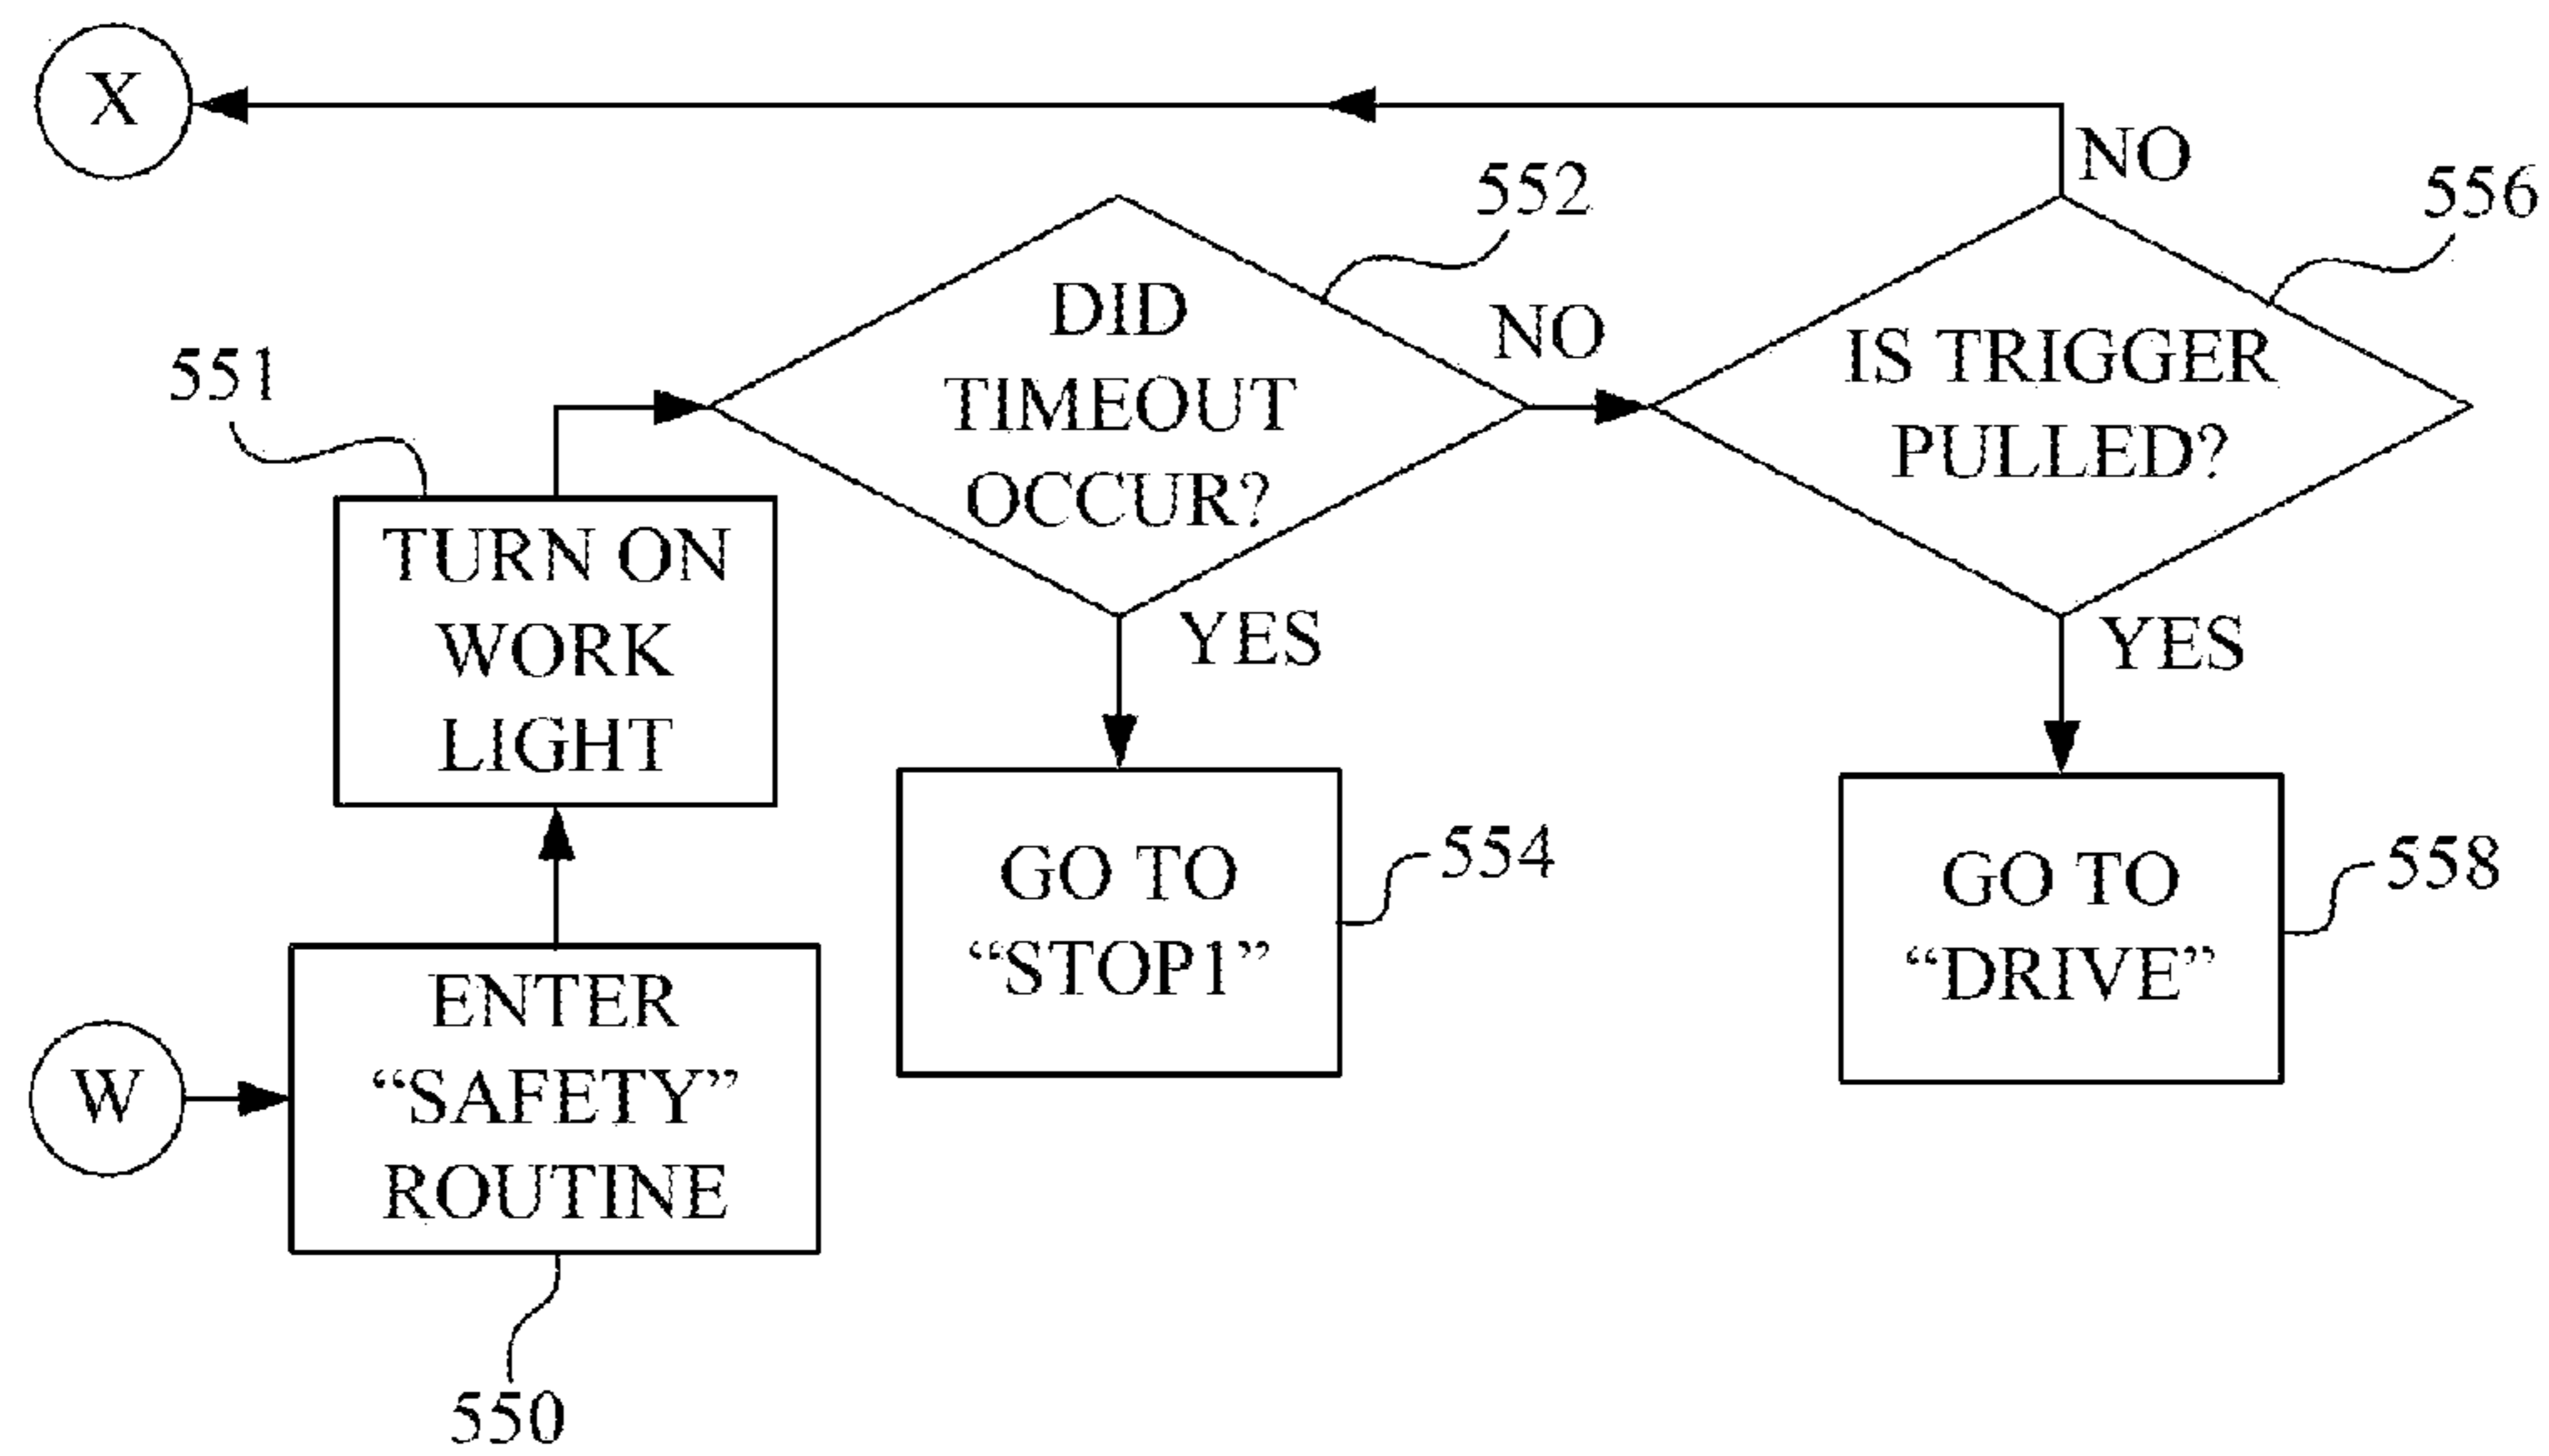 X
NO
552
556
DID
TIMEOUT
OCCUR?
NO
IS TRIGGER
PULLED?
551
TURN ON
WORK
LIGHT
YES
YES
GO TO
“STOP1”
554
GO TO
“DRIVE”
558
W
ENTER
“SAFETY”
ROUTINE
550